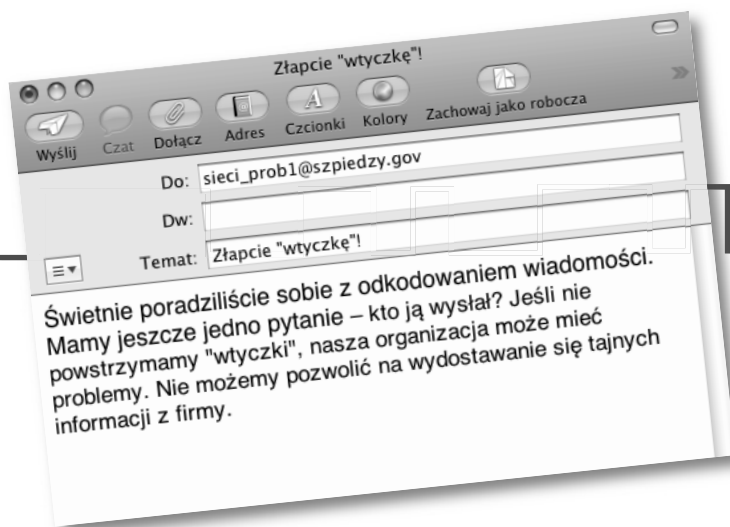 Złapcie "wtyczkę"!
Wyślij Czat Dołącz Adres Czcionki Kolory Zachowaj jako robocza
Do: sieci_prob1@szpiedzy.gov
Dw:
Temat: Złapcie "wtyczkę"!
Świetnie poradziliście sobie z odkodowaniem wiadomości.
Mamy jeszcze jedno pytanie – kto ją wysłał? Jeśli nie
powstrzymamy "wtyczki", nasza organizacja może mieć
problemy. Nie możemy pozwolić na wydostawanie się tajnych
informacji z firmy.